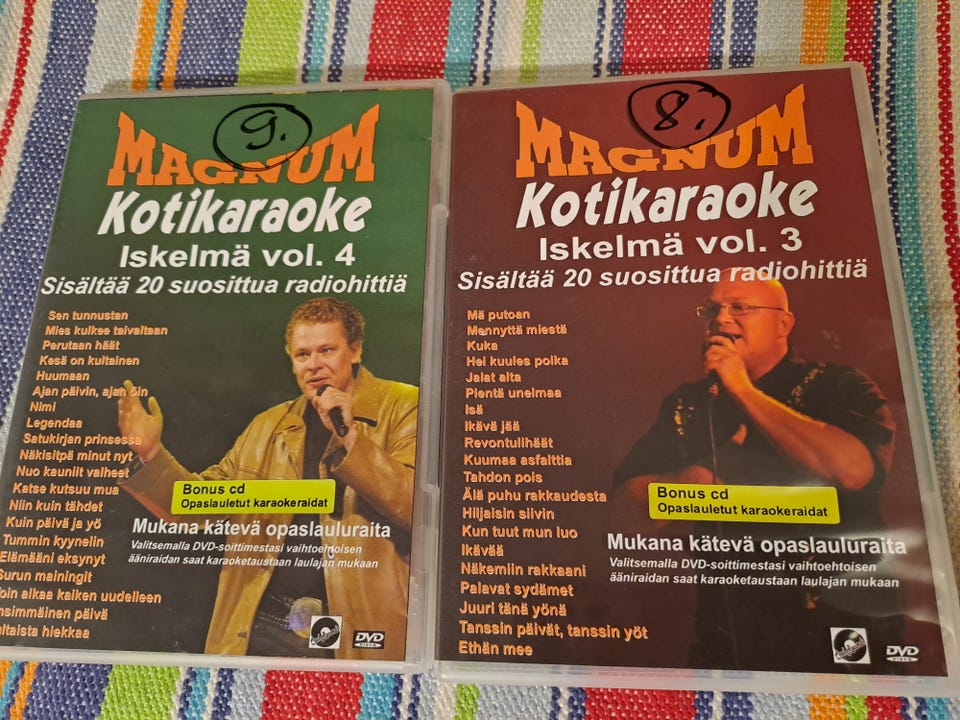 9.
MAGNUM
Kotikaraoke
Iskelmä vol. 4
Sisältää 20 suosittua radiohittiä
Sen tunnustan
Mies kulkee taivaltaan
Perutaan häät
Kesä on kultainen
Huumaan
Ajan päivin, ajan öin
Nimi
Legendaa
Satukirjan prinsessa
Näkisitpä minut nyt
Nuo kauniit valheet
Katse kutsuu mua
Niin kuin tähdet
Kuin päivä ja yö
Tummin kyynelin
Elämääni eksynyt
Surun mainingit
oin alkaa kaiken uudelleen
nsimmäinen päivä
ltaista hiekkaa
Bonus cd
Opaslauletut karaokeraidat
Mukana kätevä opaslauluraita
Valitsemalla DVD-soittimestasi vaihtoehtoisen
ääniraidan saat karaoketaustaan laulajan mukaan
DVD
VIDEO
8.
MAGNUM
Kotikaraoke
Iskelmä vol. 3
Sisältää 20 suosittua radiohittiä
Mä putoan
Mennyttä miestä
Kuka
Hei kuules poika
Jalat alta
Pientä unelmaa
Isä
Ikävä jää
Revontulihäät
Kuumaa asfalttia
Tahdon pois
Älä puhu rakkaudesta
Hiljaisin siivin
Kun tuut mun luo
Ikävää
Näkemiin rakkaani
Palavat sydämet
Juuri tänä yönä
Tanssin päivät, tanssin yöt
Ethän mee
Bonus cd
Opaslauletut karaokeraidat
Mukana kätevä opaslauluraita
Valitsemalla DVD-soittimestasi vaihtoehtoisen
ääniraidan saat karaoketaustaan laulajan mukaan
DVD
VIDEO